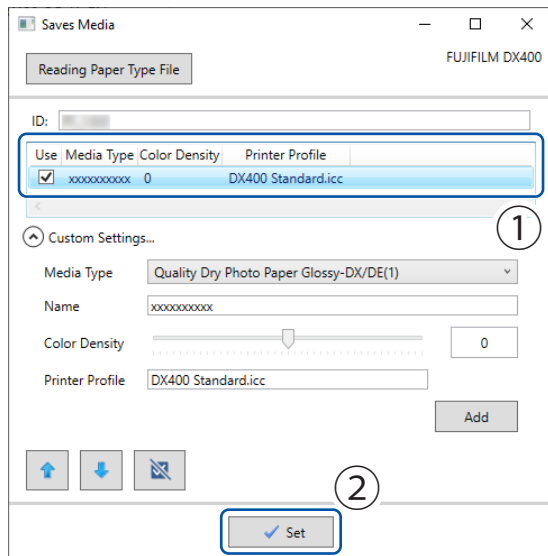 Saves Media
FUJIFILM DX400
Reading Paper Type File
ID:
Use Media Type Color Density Printer Profile
xxxxxxxxxx 0 DX400 Standard.icc
①
Custom Settings...
Media Type Quality Dry Photo Paper Glossy-DX/DE(1)
Name xxxxxxxxxx
Color Density 0
Printer Profile DX400 Standard.icc
Add
②
Set